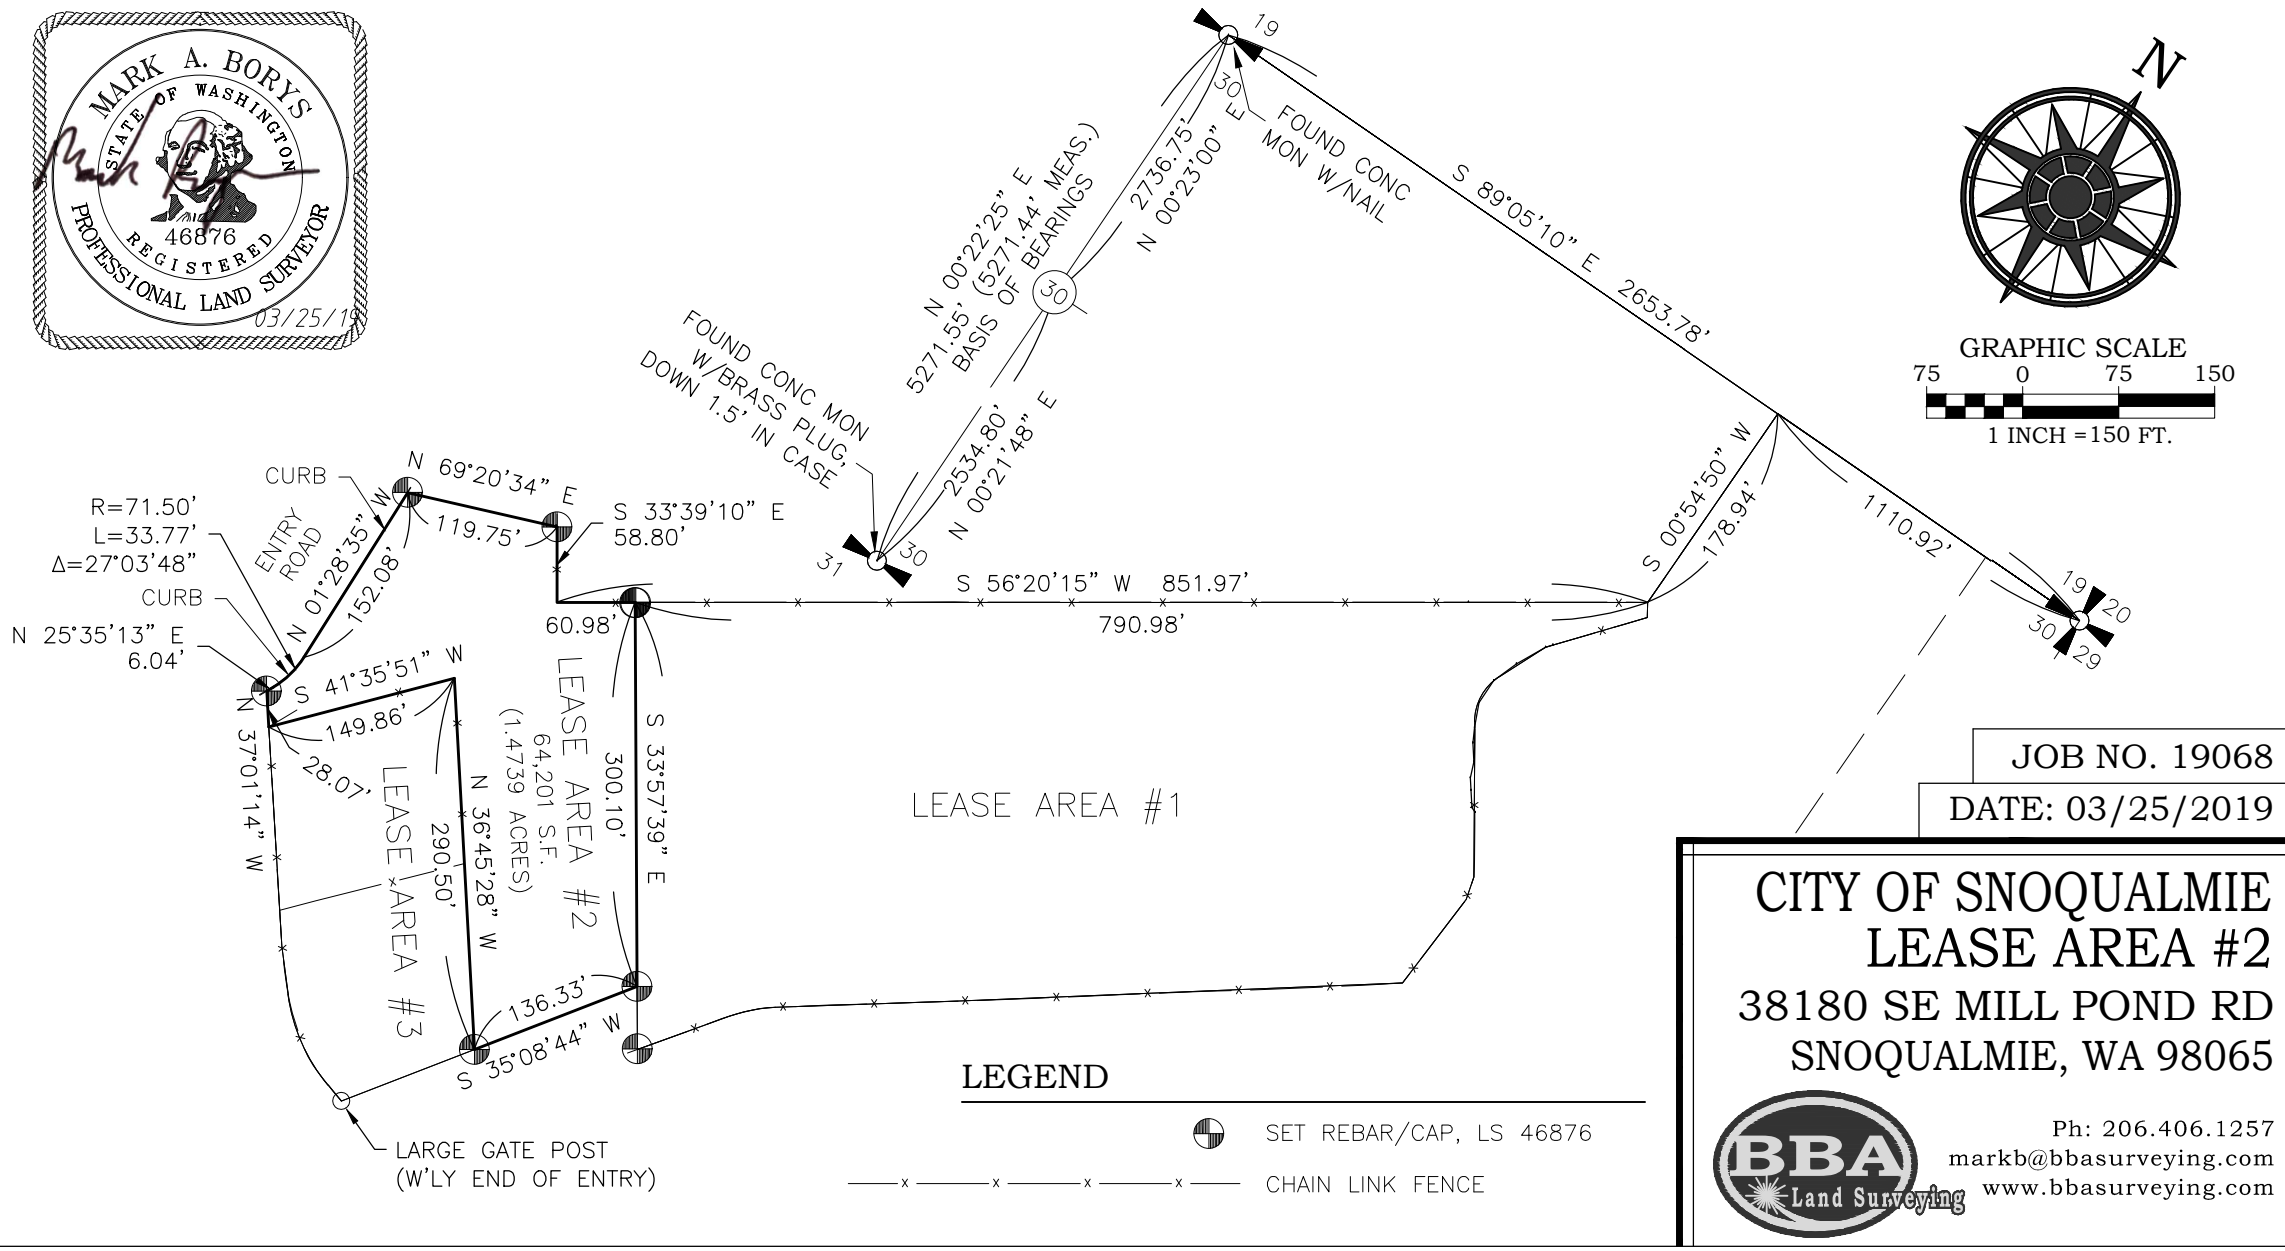 MARK A. BORYS
STATE OF WASHINGTON
46876
REGISTERED
PROFESSIONAL LAND SURVEYOR
03/25/19
19
30
FOUND CONC
MON W/NAIL
2736.75'
N 00°23'00" E
N 00°22'25" E
5271.55' (5271.44' MEAS.)
BASIS OF BEARINGS
30
2534.80'
N 00°21'48" E
FOUND CONC MON
W/BRASS PLUG,
DOWN 1.5' IN CASE
31
30
S 89°05'10" E 2653.78'
N
GRAPHIC SCALE
75 0 75 150
1 INCH =150 FT.
S 00°54'50" W
178.94'
1110.92'
19
20
30
29
CURB
N 69°20'34" E
119.75'
S 33°39'10" E
58.80'
R=71.50'
L=33.77'
Δ=27°03'48"
ENTRY
ROAD
N 01°28'35" W
152.08'
CURB
N 25°35'13" E
6.04'
S 56°20'15" W 851.97'
60.98'
790.98'
S 41°35'51" W
149.86'
N 37°01'14" W
28.07'
LEASE AREA #3
N 36°45'28" W
290.50'
LEASE AREA #2
64,201 S.F.
(1.4739 ACRES)
S 33°57'39" E
300.10'
LEASE AREA #1
136.33'
S 35°08'44" W
LARGE GATE POST
(W'LY END OF ENTRY)
LEGEND
SET REBAR/CAP, LS 46876
CHAIN LINK FENCE
JOB NO. 19068
DATE: 03/25/2019
CITY OF SNOQUALMIE
LEASE AREA #2
38180 SE MILL POND RD
SNOQUALMIE, WA 98065
BBA
Land Surveying
Ph: 206.406.1257
markb@bbasurveying.com
www.bbasurveying.com